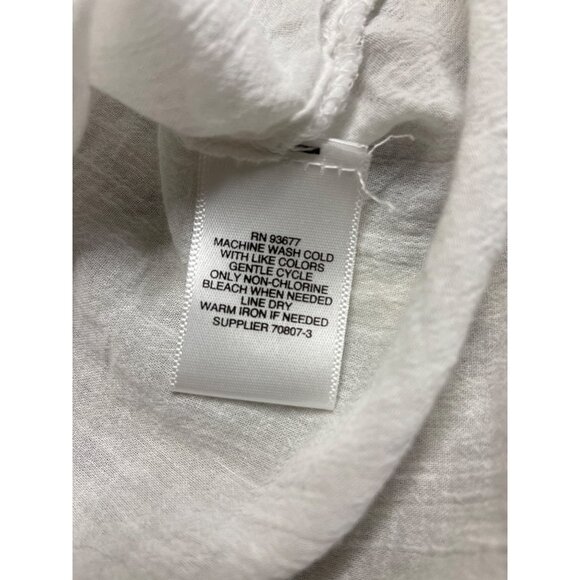 RN 93677
MACHINE WASH COLD
WITH LIKE COLORS
GENTLE CYCLE
ONLY NON-CHLORINE
BLEACH WHEN NEEDED
LINE DRY
WARM IRON IF NEEDED
SUPPLIER 70807-3